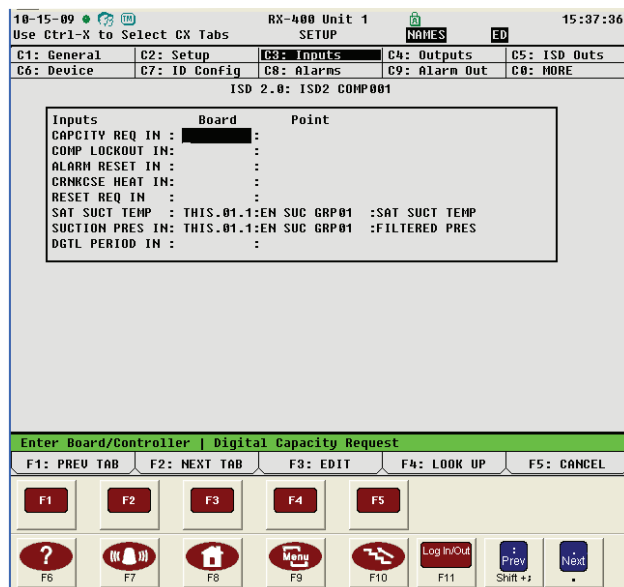 10-15-09 RX-400 Unit 1 15:37:36
Use Ctrl-X to Select CX Tabs SETUP NAMES ED
C1: General C2: Setup C3: Inputs C4: Outputs C5: ISD Outs
C6: Device C7: ID Config C8: Alarms C9: Alarm Out C0: MORE
ISD 2.0: ISD2 COMP001
Inputs Board Point
CAPCITY REQ IN : :
COMP LOCKOUT IN: :
ALARM RESET IN : :
CRNKCSE HEAT IN: :
RESET REQ IN : :
SAT SUCT TEMP : THIS.01.1:EN SUC GRP01 :SAT SUCT TEMP
SUCTION PRES IN: THIS.01.1:EN SUC GRP01 :FILTERED PRES
DGTL PERIOD IN : :
Enter Board/Controller | Digital Capacity Request
F1: PREV TAB F2: NEXT TAB F3: EDIT F4: LOOK UP F5: CANCEL
F1 F2 F3 F4 F5
? Menu Log In/Out : Prev . Next
F6 F7 F8 F9 F10 F11 Shift +; .